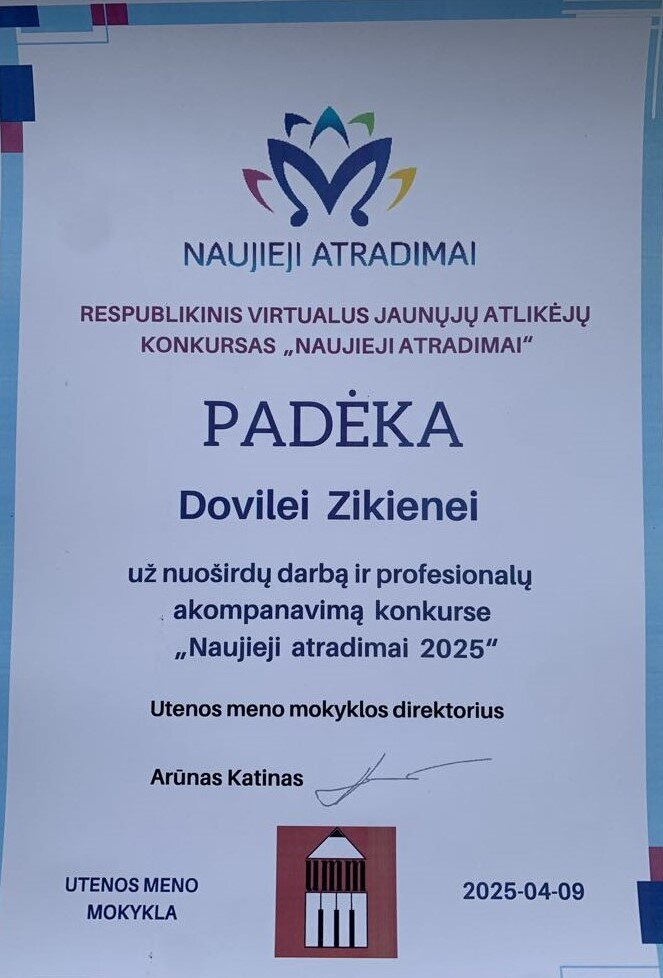 NAUJIEJI ATRADIMAI
RESPUBLIKINIS VIRTUALUS JAUNŲJŲ ATLIKĖJŲ
KONKURSAS „NAUJIEJI ATRADIMAI“
PADĖKA
Dovilei Zikienei
už nuoširdų darbą ir profesionalų
akompanavimą konkurse
„Naujieji atradimai 2025“
Utenos meno mokyklos direktorius
Arūnas Katinas
UTENOS MENO
MOKYKLA
2025-04-09